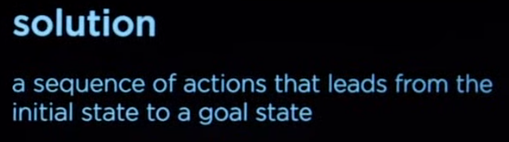 solution
a sequence of actions that leads from the
initial state to a goal state